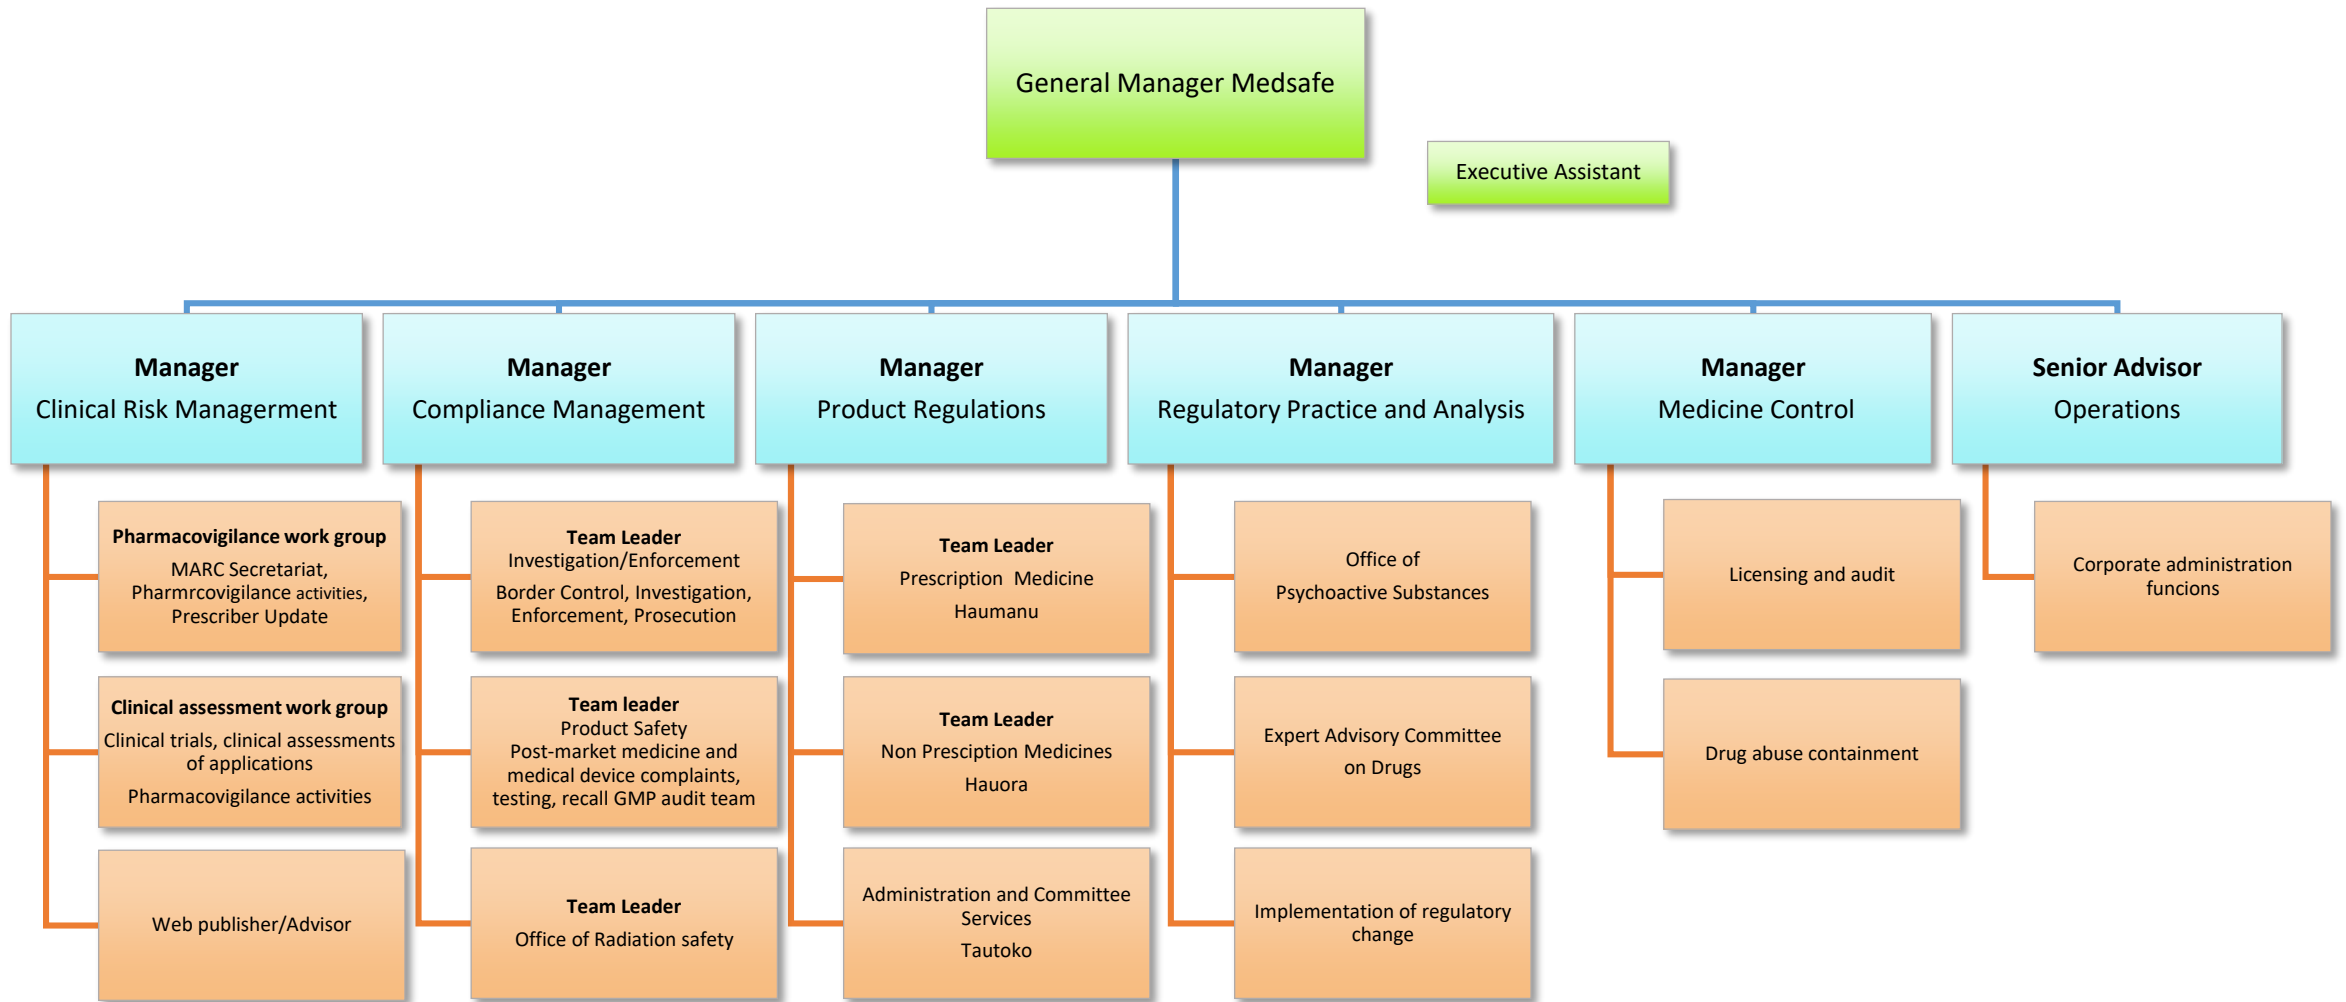 General Manager Medsafe
Executive Assistant
Manager
Clinical Risk Managerment
Manager
Compliance Management
Manager
Product Regulations
Manager
Regulatory Practice and Analysis
Manager
Medicine Control
Senior Advisor
Operations
Pharmacovigilance work group
MARC Secretariat,
Pharmrcovigilance activities,
Prescriber Update
Clinical assessment work group
Clinical trials, clinical assessments
of applications
Pharmacovigilance activities
Web publisher/Advisor
Team Leader
Investigation/Enforcement
Border Control, Investigation,
Enforcement, Prosecution
Team leader
Product Safety
Post-market medicine and
medical device complaints,
testing, recall GMP audit team
Team Leader
Office of Radiation safety
Team Leader
Prescription  Medicine
Haumanu
Team Leader
Non Presciption Medicines
Hauora
Administration and Committee
Services
Tautoko
Office of
Psychoactive Substances
Expert Advisory Committee
on Drugs
Implementation of regulatory
change
Licensing and audit
Drug abuse containment
Corporate administration
funcions